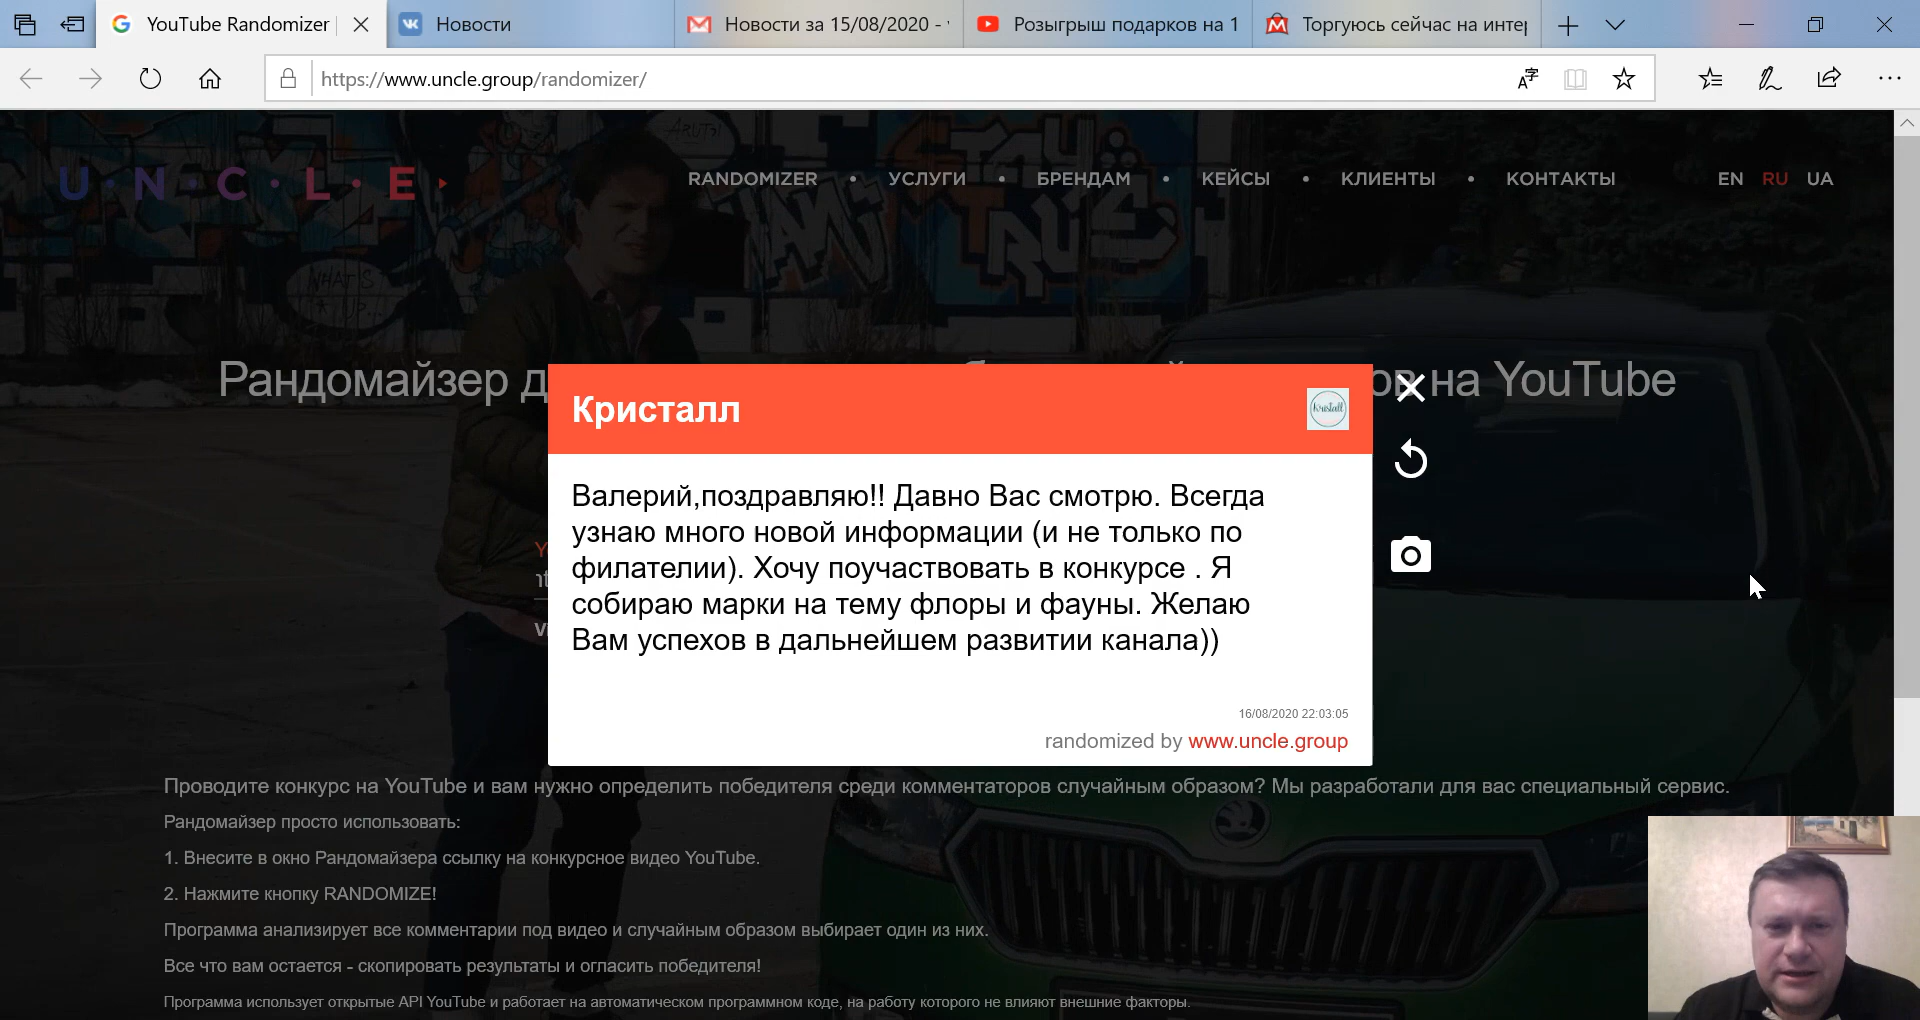 YouTube Randomizer
Новости
Новости за 15/08/2020 -
Розыгрыш подарков на 1
Торгуюсь сейчас на интер
https://www.uncle.group/randomizer/
U·N·C·L·E
RANDOMIZER • УСЛУГИ • БРЕНДАМ • КЕЙСЫ • КЛИЕНТЫ • КОНТАКТЫ
EN RU UA
WHAT'S UP...
Рандомайзер
на YouTube
Кристалл
Kristall
Валерий,поздравляю!! Давно Вас смотрю. Всегда
узнаю много новой информации (и не только по
филателии). Хочу поучаствовать в конкурсе . Я
собираю марки на тему флоры и фауны. Желаю
Вам успехов в дальнейшем развитии канала))
16/08/2020 22:03:05
randomized by www.uncle.group
Проводите конкурс на YouTube и вам нужно определить победителя среди комментаторов случайным образом? Мы разработали для вас специальный сервис.
Рандомайзер просто использовать:
1. Внесите в окно Рандомайзера ссылку на конкурсное видео YouTube.
2. Нажмите кнопку RANDOMIZE!
Программа анализирует все комментарии под видео и случайным образом выбирает один из них.
Все что вам остается - скопировать результаты и огласить победителя!
Программа использует открытые API YouTube и работает на автоматическом программном коде, на работу которого не влияют внешние факторы.